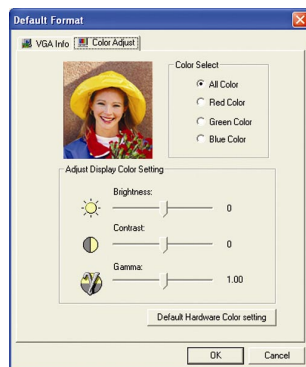 Default Format
VGA Info
Color Adjust
Color Select
All Color
Red Color
Green Color
Blue Color
Adjust Display Color Setting
Brightness:
0
Contrast:
0
Gamma:
1.00
Default Hardware Color setting
OK
Cancel